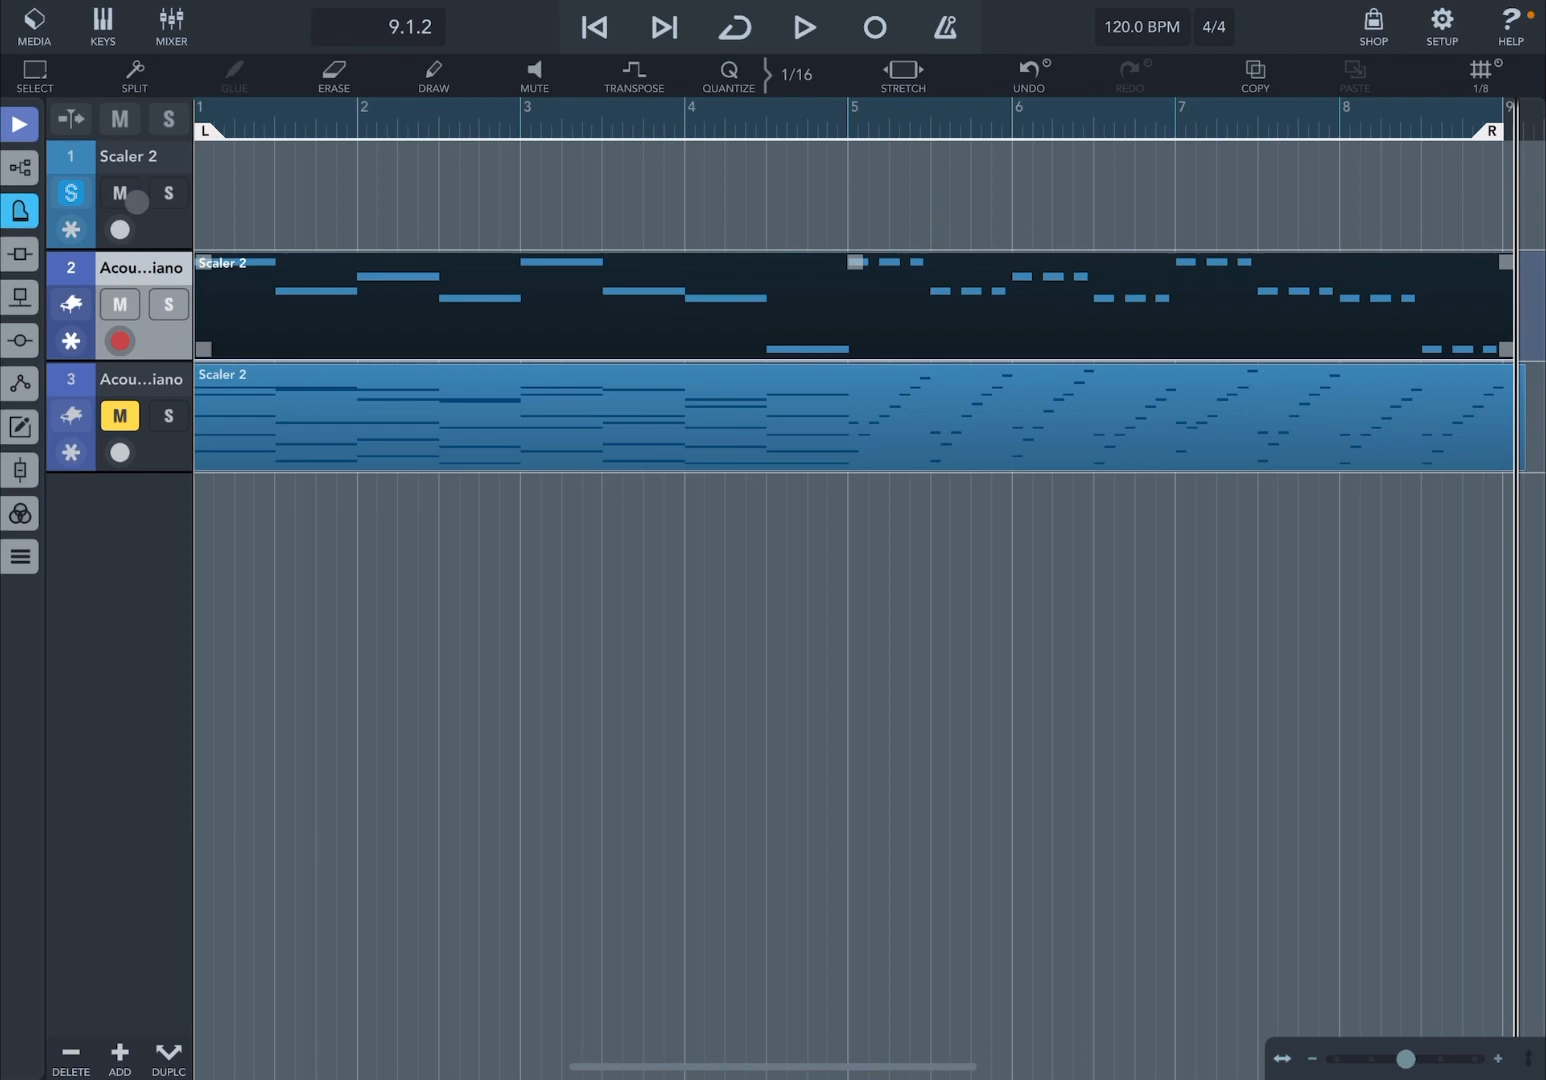 MEDIA
KEYS
MIXER
9.1.2
120.0 BPM
4/4
SHOP
SETUP
? HELP
SELECT
SPLIT
GLUE
ERASE
DRAW
MUTE
TRANSPOSE
Q QUANTIZE
1/16
STRETCH
UNDO
REDO
COPY
PASTE
1/8
M S
1 2 3 4 5 6 7 8 9
L R
1 Scaler 2
S M S
2 Acou...iano
M S
Scaler 2
3 Acou...iano
M S
Scaler 2
DELETE
ADD
DUPLC